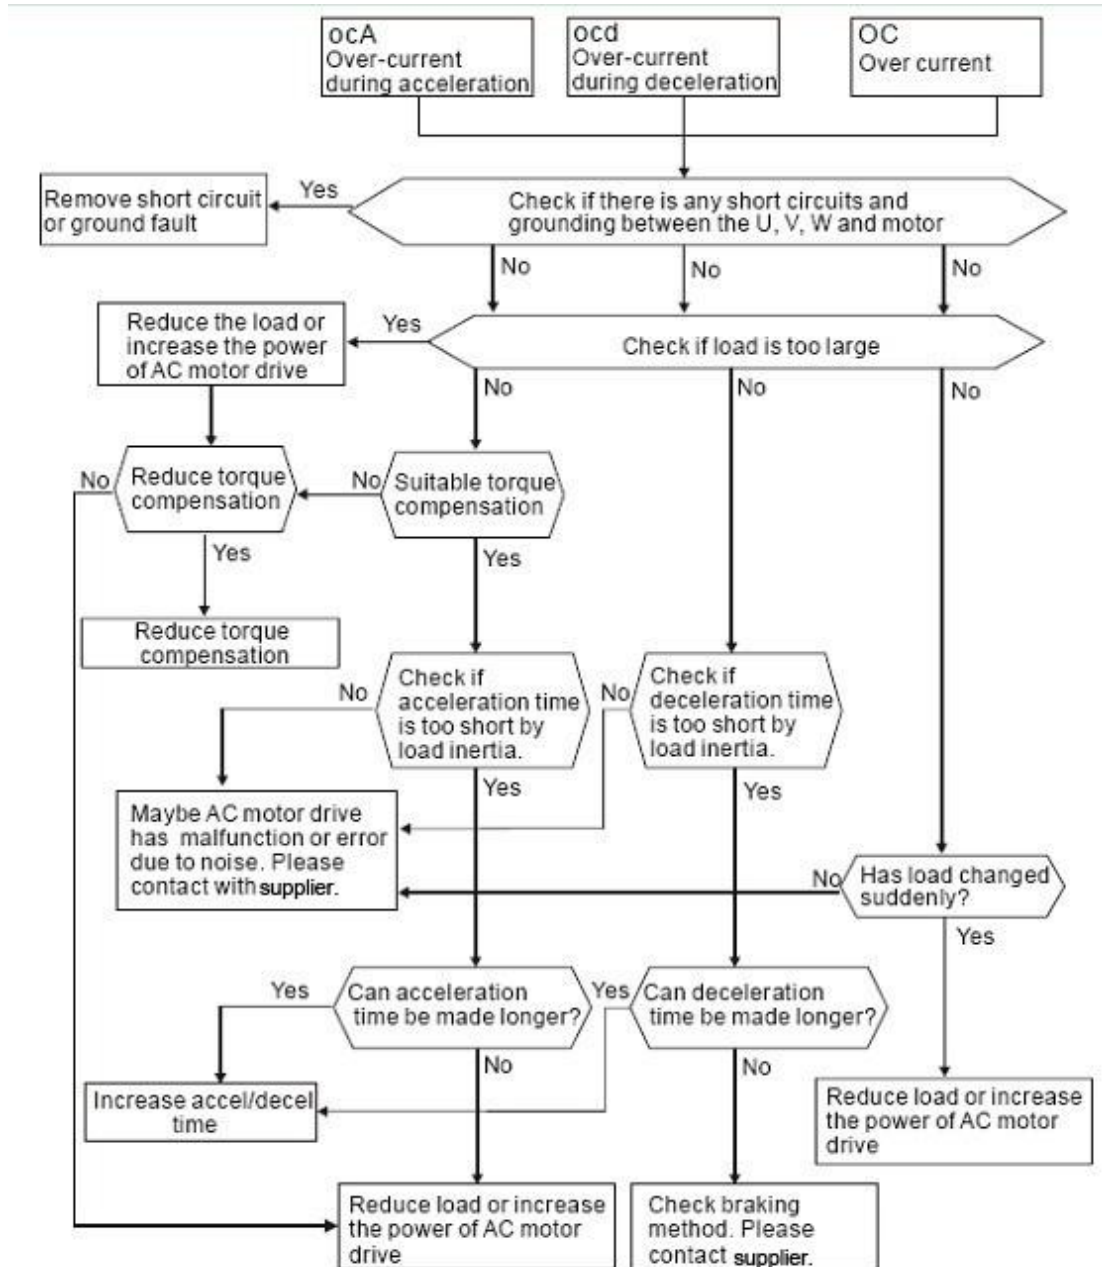 ocA
Over-current
during acceleration
ocd
Over-current
during deceleration
OC
Over current
Yes
Remove short circuit
or ground fault
Check if there is any short circuits and
grounding between the U, V, W and motor
No
No
No
Reduce the load or
increase the power
of AC motor drive
Yes
Check if load is too large
No
No
No
No
Reduce torque
compensation
No
Suitable torque
compensation
Yes
Yes
Reduce torque
compensation
No
Check if
acceleration time
is too short by
load inertia.
No
Check if
deceleration time
is too short by
load inertia.
Yes
Yes
Maybe AC motor drive
has malfunction or error
due to noise. Please
contact with supplier.
No
Has load changed
suddenly?
Yes
Yes
Can acceleration
time be made longer?
Yes
Can deceleration
time be made longer?
No
No
Increase accel/decel
time
Reduce load or increase
the power of AC motor
drive
Reduce load or increase
the power of AC motor
drive
Check braking
method. Please
contact supplier.